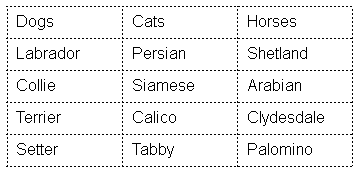 Dogs Cats Horses
Labrador Persian Shetland
Collie Siamese Arabian
Terrier Calico Clydesdale
Setter Tabby Palomino